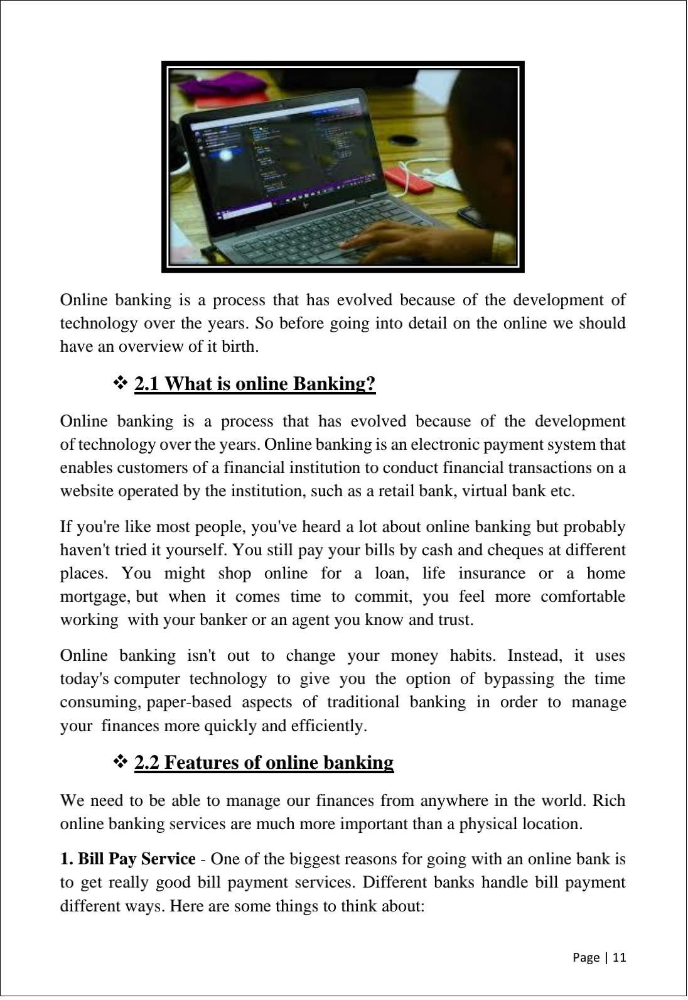 Online banking is a process that has evolved because of the development of
technology over the years. So before going into detail on the online we should
have an overview of it birth.
❖ 2.1 What is online Banking?
Online banking is a process that has evolved because of the development
of technology over the years. Online banking is an electronic payment system that
enables customers of a financial institution to conduct financial transactions on a
website operated by the institution, such as a retail bank, virtual bank etc.
If you're like most people, you've heard a lot about online banking but probably
haven't tried it yourself. You still pay your bills by cash and cheques at different
places. You might shop online for a loan, life insurance or a home
mortgage, but when it comes time to commit, you feel more comfortable
working with your banker or an agent you know and trust.
Online banking isn't out to change your money habits. Instead, it uses
today's computer technology to give you the option of bypassing the time
consuming, paper-based aspects of traditional banking in order to manage
your finances more quickly and efficiently.
❖ 2.2 Features of online banking
We need to be able to manage our finances from anywhere in the world. Rich
online banking services are much more important than a physical location.
1. Bill Pay Service - One of the biggest reasons for going with an online bank is
to get really good bill payment services. Different banks handle bill payment
different ways. Here are some things to think about:
Page | 11